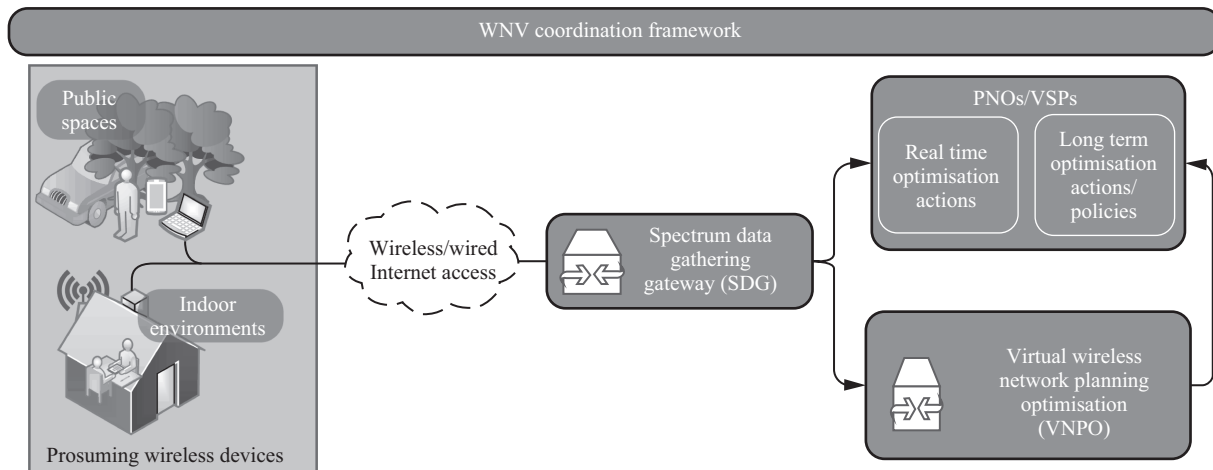 WNV coordination framework
Public
spaces
Indoor
environments
Prosuming wireless devices
Wireless/wired
Internet access
Spectrum data
gathering
gateway (SDG)
PNOs/VSPs
Real time
optimisation
actions
Long term
optimisation
actions/
policies
Virtual wireless
network planning
optimisation
(VNPO)